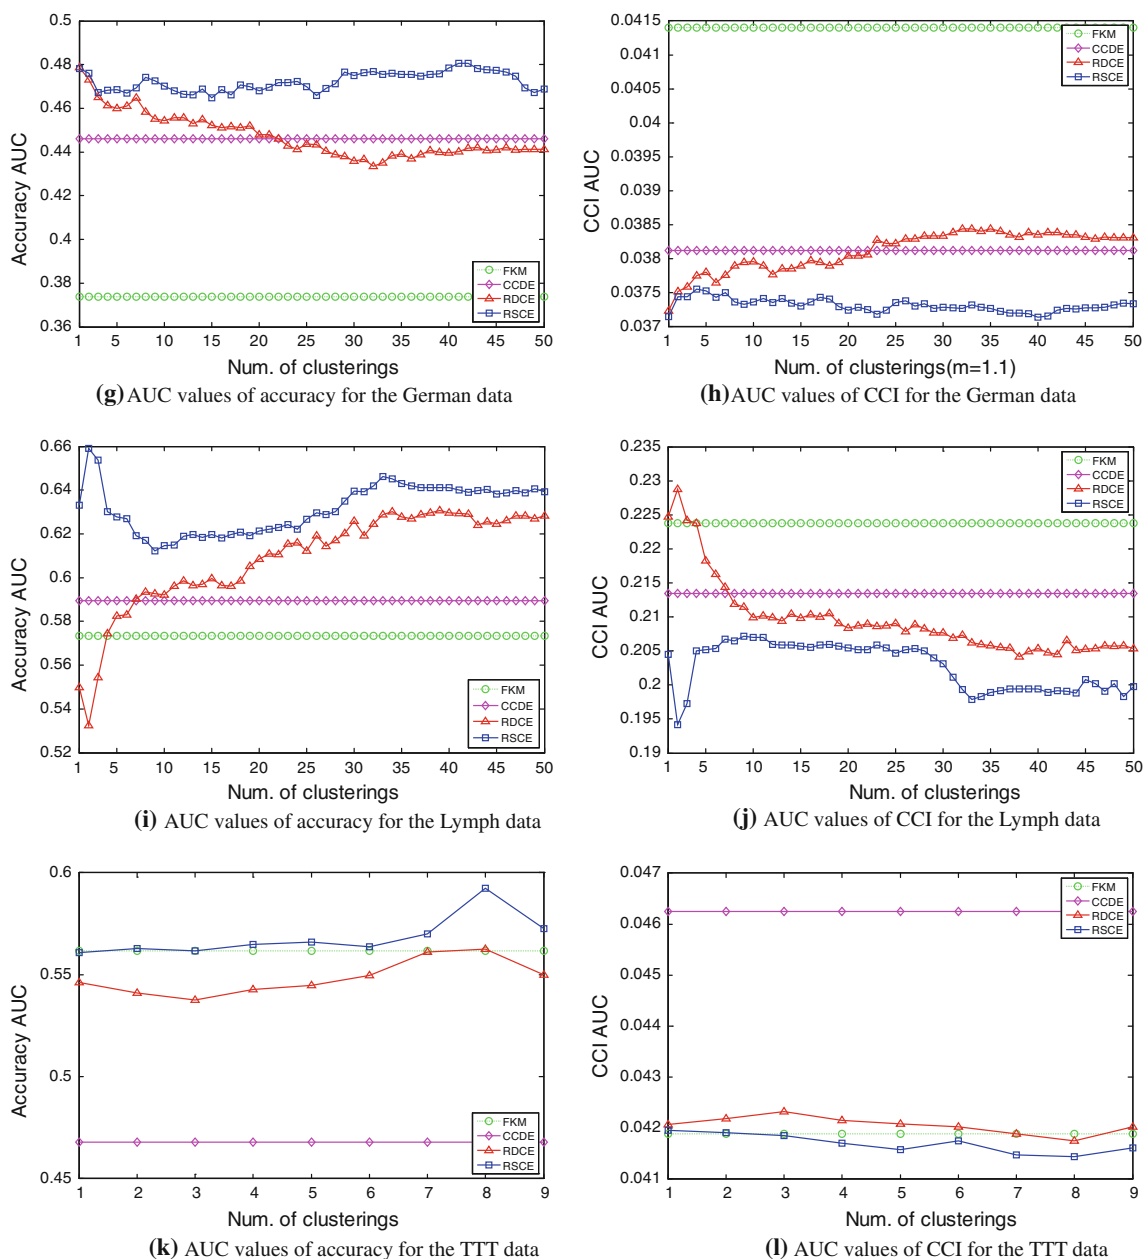 0.5
0.48
0.46
0.44
0.42
0.4
0.38
0.36
Accuracy AUC
FKM
CCDE
RDCE
RSCE
1 5 10 15 20 25 30 35 40 45 50
Num. of clusterings
(g) AUC values of accuracy for the German data
0.0415
0.041
0.0405
0.04
0.0395
0.039
0.0385
0.038
0.0375
0.037
CCI AUC
FKM
CCDE
RDCE
RSCE
1 5 10 15 20 25 30 35 40 45 50
Num. of clusterings(m=1.1)
(h) AUC values of CCI for the German data
0.66
0.64
0.62
0.6
0.58
0.56
0.54
0.52
Accuracy AUC
FKM
CCDE
RDCE
RSCE
1 5 10 15 20 25 30 35 40 45 50
Num. of clusterings
(i) AUC values of accuracy for the Lymph data
0.235
0.23
0.225
0.22
0.215
0.21
0.205
0.2
0.195
0.19
CCI AUC
FKM
CCDE
RDCE
RSCE
1 5 10 15 20 25 30 35 40 45 50
Num. of clusterings
(j) AUC values of CCI for the Lymph data
0.6
0.55
0.5
0.45
Accuracy AUC
FKM
CCDE
RDCE
RSCE
1 2 3 4 5 6 7 8 9
Num. of clusterings
(k) AUC values of accuracy for the TTT data
0.047
0.046
0.045
0.044
0.043
0.042
0.041
CCI AUC
FKM
CCDE
RDCE
RSCE
1 2 3 4 5 6 7 8 9
Num. of clusterings
(l) AUC values of CCI for the TTT data